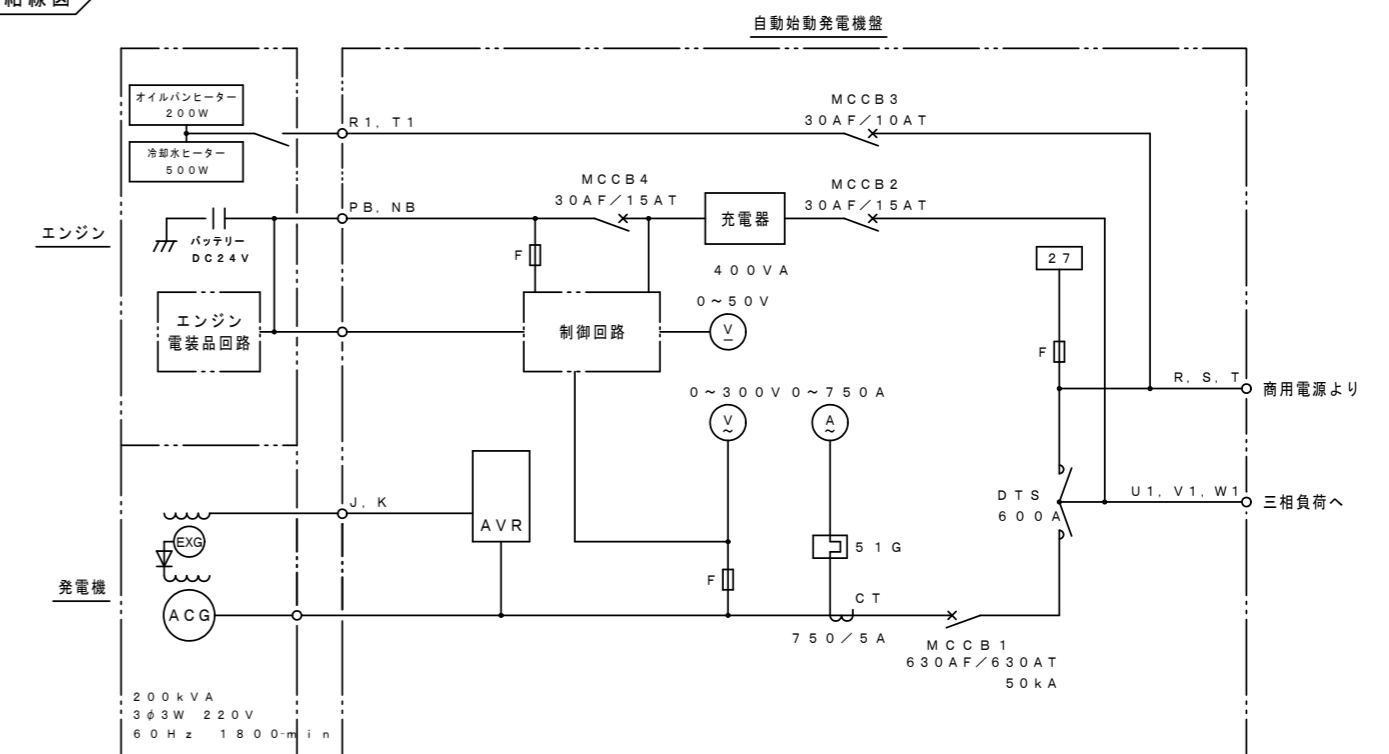 結線図
自動始動発電機盤
オイルパンヒーター
200W
冷却水ヒーター
500W
R1, T1
MCCB3
30AF/10AT
エンジン
バッテリー
DC24V
PB, NB
MCCB4
30AF/15AT
充電器
400VA
MCCB2
30AF/15AT
F
27
エンジン
電装品回路
制御回路
0~50V
V
F
R, S, T
商用電源より
0~300V
0~750A
V
~
A
~
DTS
600A
U1, V1, W1
三相負荷へ
J, K
AVR
51G
EXG
F
発電機
ACG
CT
750/5A
MCCB1
630AF/630AT
50kA
200kVA
3φ3W 220V
60Hz 1800-min